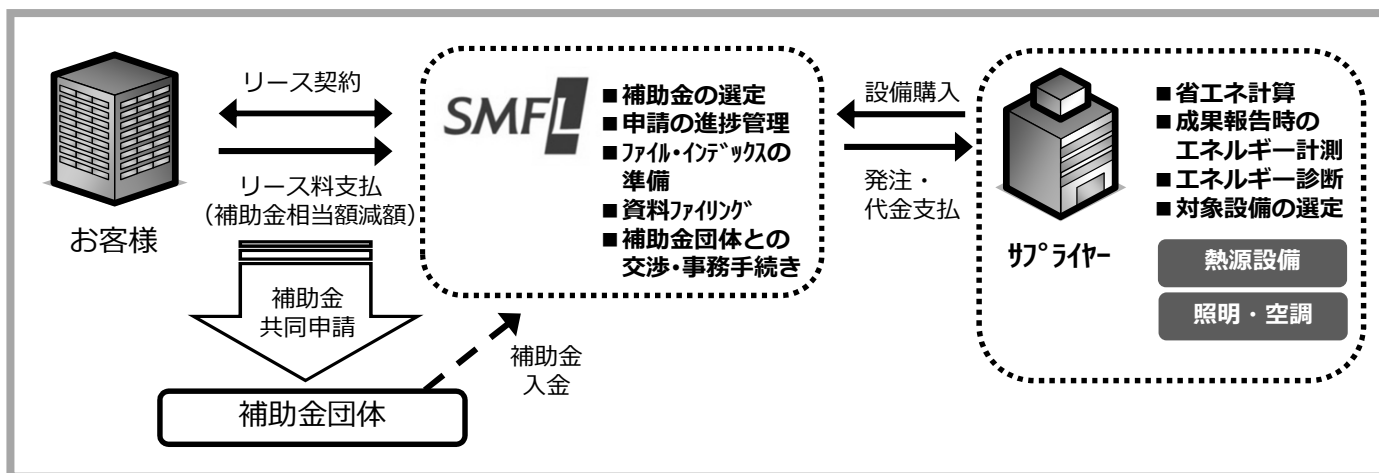 リース契約
リース料支払
(補助金相当額減額)
お客様
補助金
共同申請
補助金団体
補助金
入金
SMFL
■補助金の選定
■申請の進捗管理
■ファイル・インデックスの
準備
■資料ファイリング
■補助金団体との
交渉・事務手続き
設備購入
発注・
代金支払
サプライヤー
■省エネ計算
■成果報告時の
エネルギー計測
■エネルギー診断
■対象設備の選定
熱源設備
照明・空調